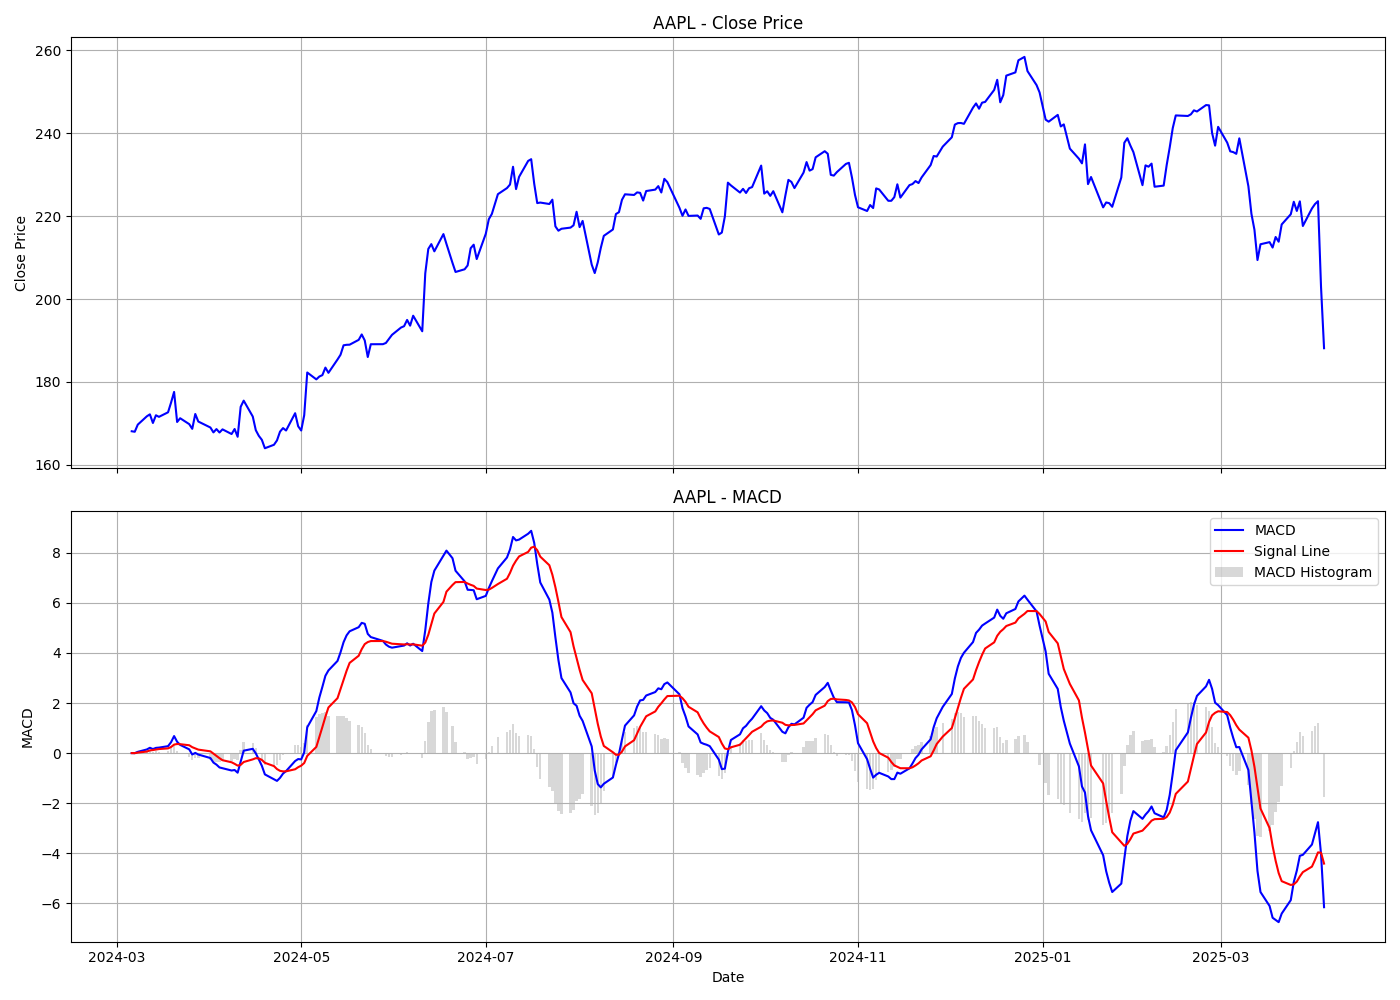 AAPL - Close Price
260
240
220
200
180
160
Close Price
AAPL - MACD
MACD
Signal Line
MACD Histogram
8
6
4
2
0
−2
−4
−6
MACD
2024-03
2024-05
2024-07
2024-09
2024-11
2025-01
2025-03
Date